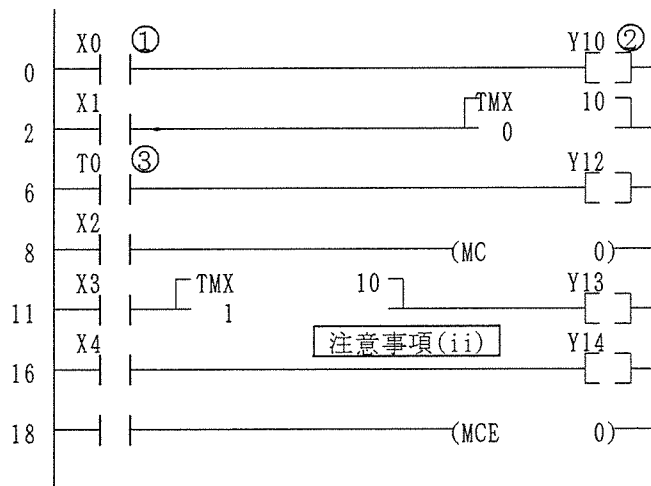 X0 ① Y10 ②
0
X1 TMX 10
2 0
T0 ③ Y12
6
X2
8 (MC 0)
X3 TMX 10 Y13
11 1
X4 注意事項(ii) Y14
16
18 (MCE 0)